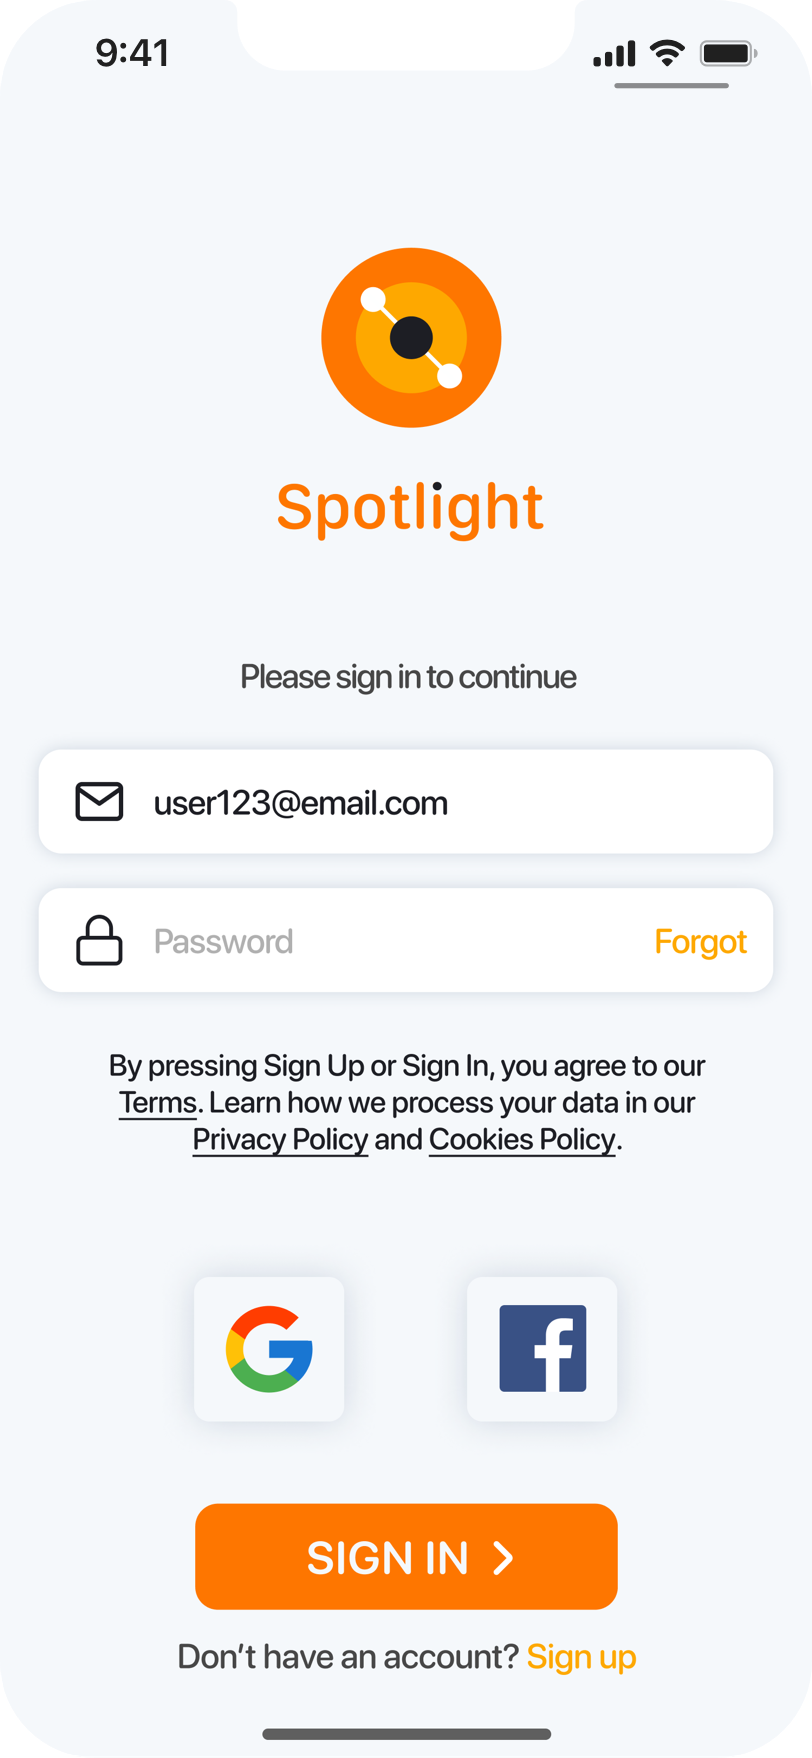 9:41
Spotlight
Please sign in to continue
user123@email.com
Password
Forgot
By pressing Sign Up or Sign In, you agree to our
Terms. Learn how we process your data in our
Privacy Policy and Cookies Policy.
SIGN IN
Don’t have an account? Sign up